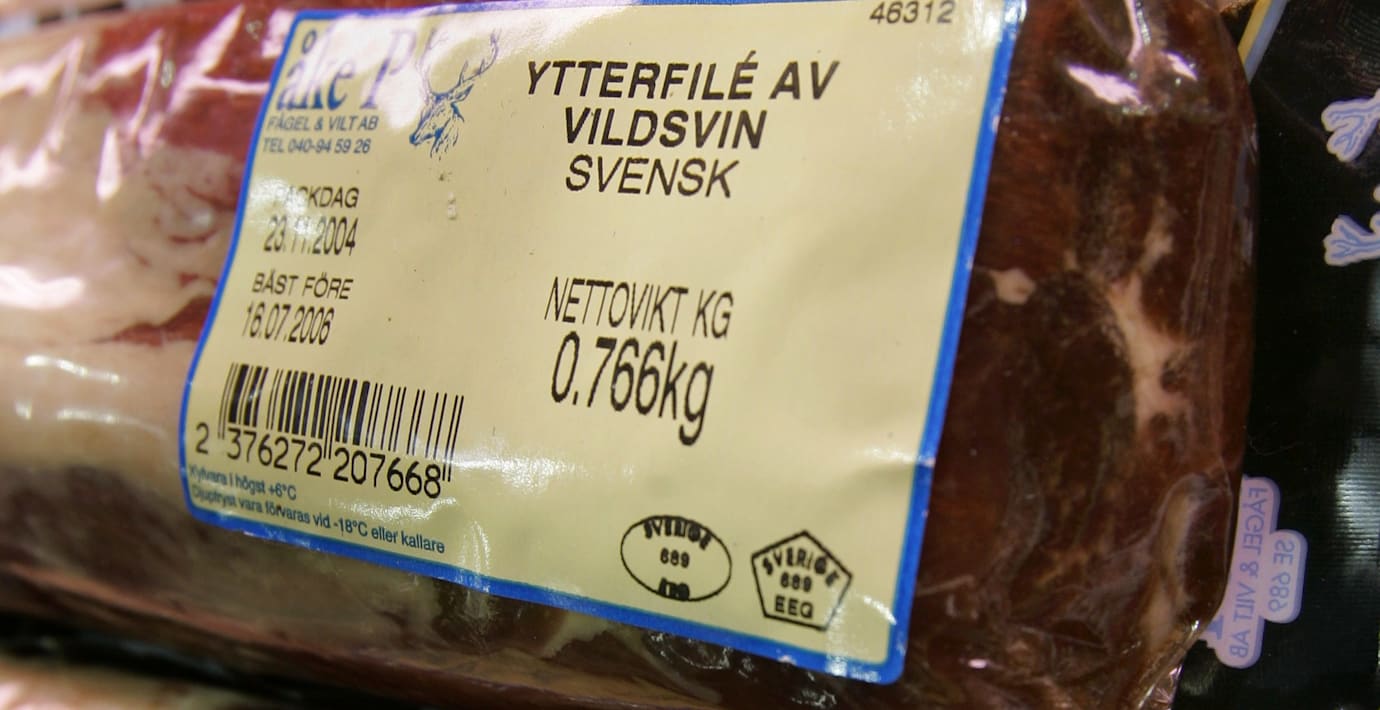 46312
åke P
FÅGEL & VILT AB
TEL 040-94 59 26
YTTERFILÉ AV
VILDSVIN
SVENSK
PACKDAG
23.11.2004
BÄST FÖRE
16.07.2006
NETTOVIKT KG
0.766kg
2 376272 207668
Kylvara i högst +6°C
Djupfryst vara förvaras vid -18°C eller kallare
SVERIGE
689
SVERIGE
689
EEG
SE 689
FÅGEL & VILT AB